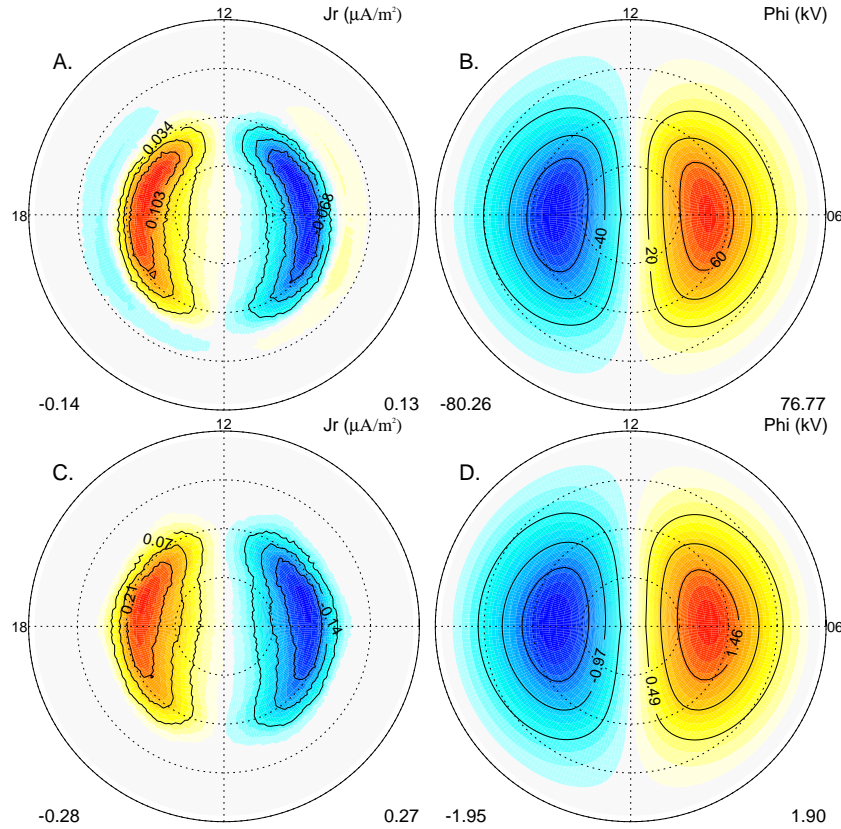 12 Jr (μA/m²)
A.
0.034
0.103
-0.068
18
-0.14 0.13
12 Phi (kV)
B.
-40
20
60
06
-80.26 76.77
12 Jr (μA/m²)
C.
0.07
0.21
-0.14
18
-0.28 0.27
12 Phi (kV)
D.
-0.97
0.49
1.46
06
-1.95 1.90